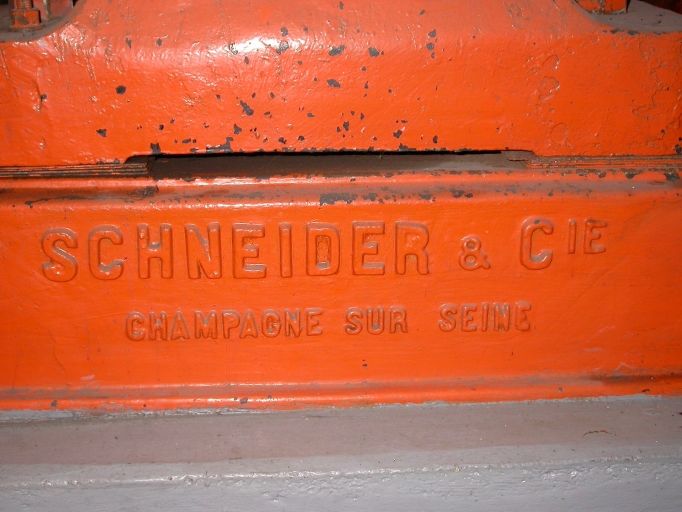 SCHNEIDER & CIE
CHAMPAGNE SUR SEINE